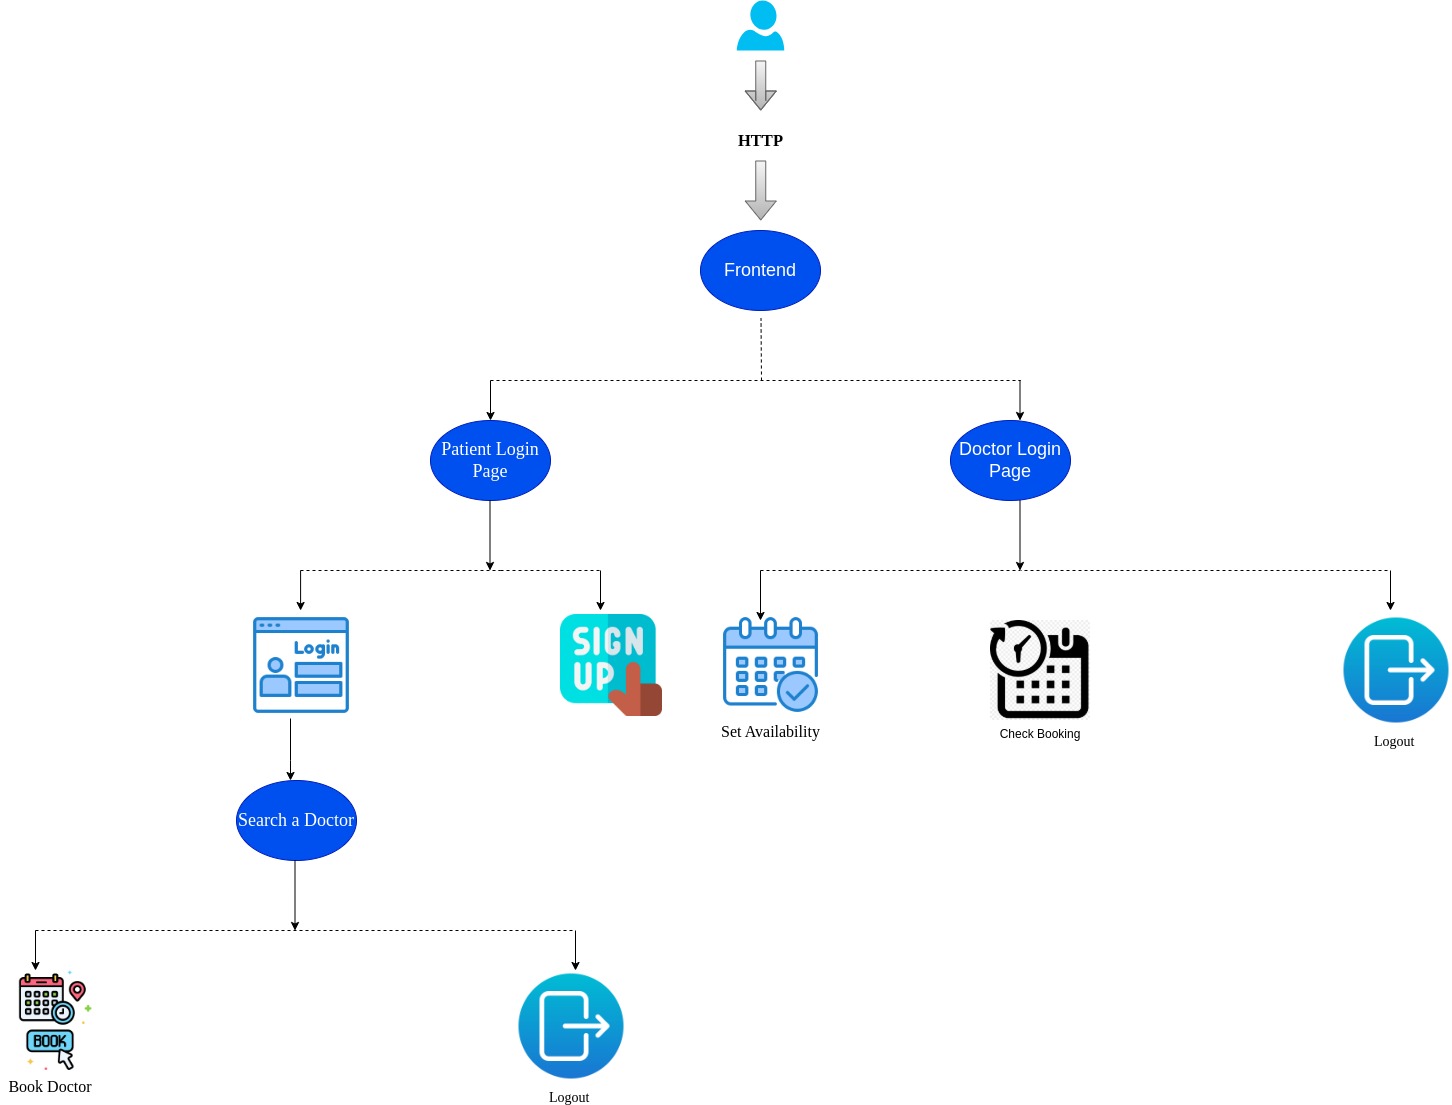 HTTP
Frontend
Patient Login
Page
Doctor Login
Page
Login
SIGN
UP
Set Availability
Check Booking
Logout
Search a Doctor
BOOK
Book Doctor
Logout